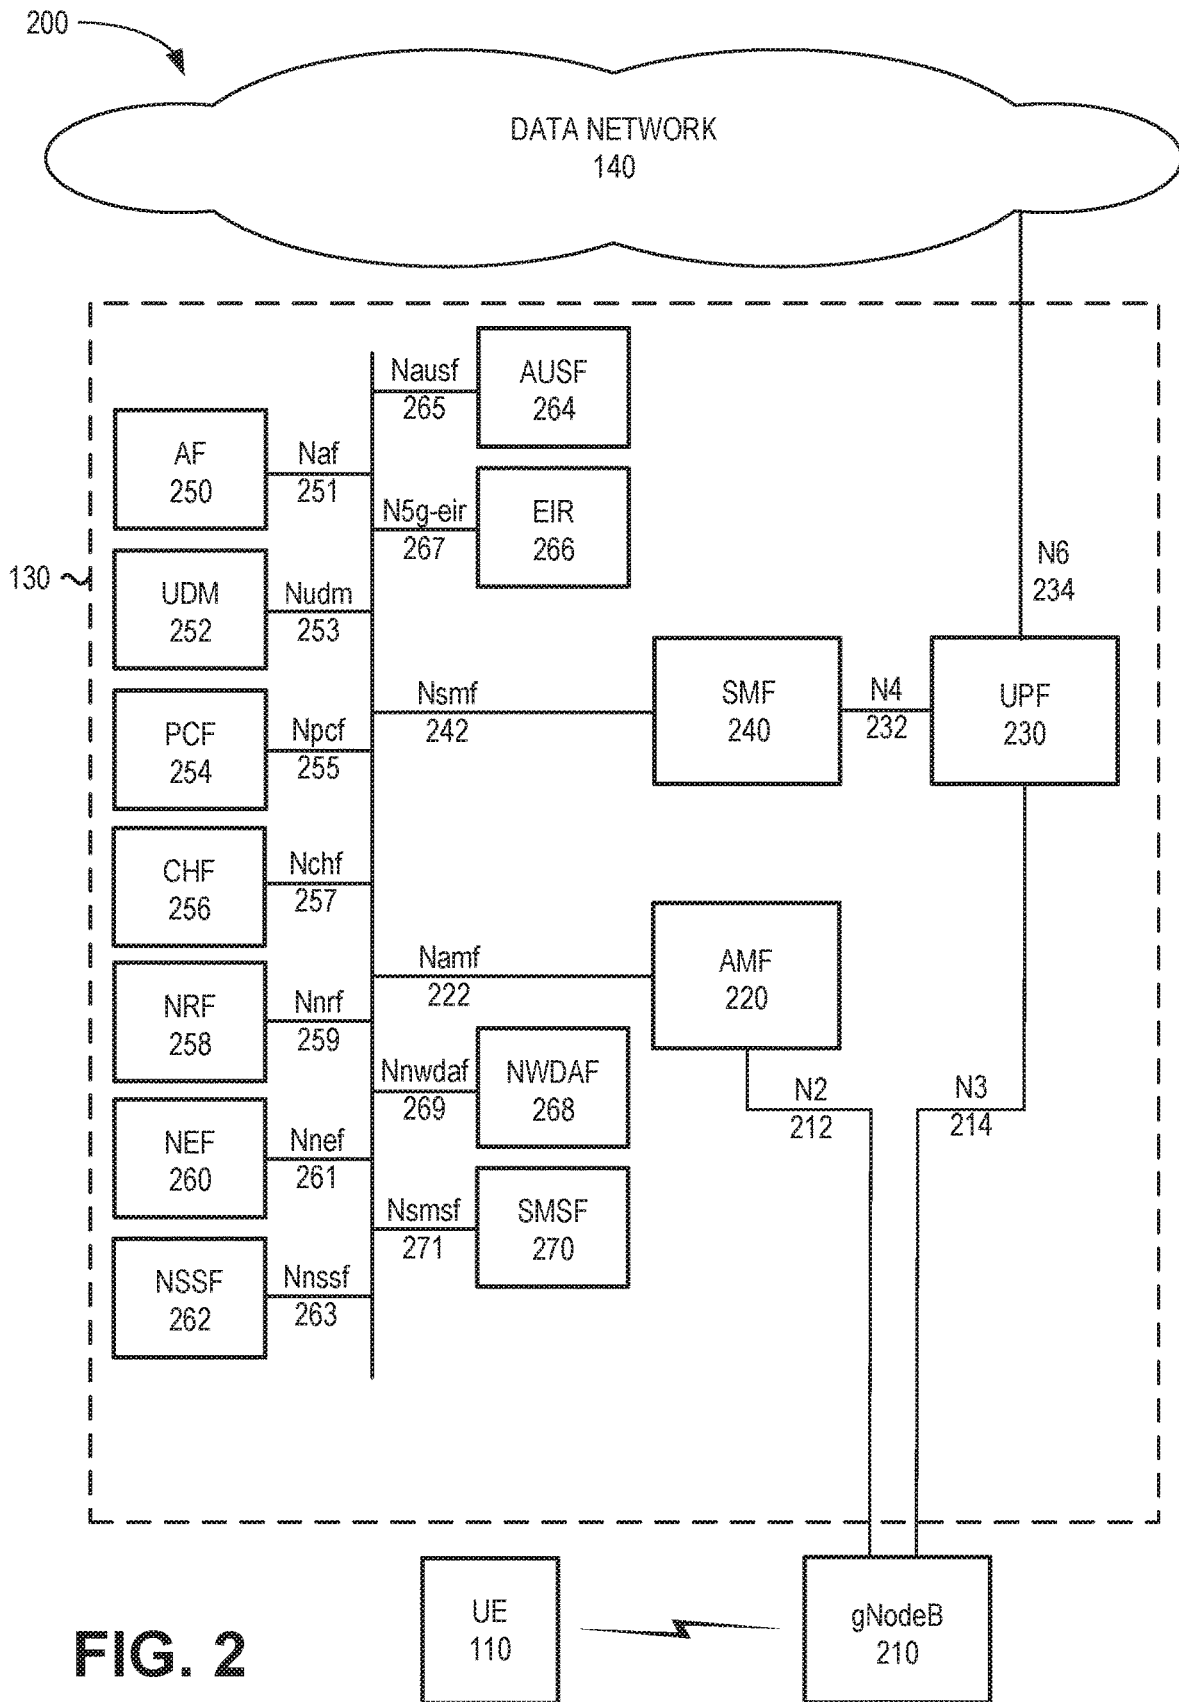 200
DATA NETWORK
140
130
AF
250
Naf
251
UDM
252
Nudm
253
PCF
254
Npcf
255
CHF
256
Nchf
257
NRF
258
Nnrf
259
NEF
260
Nnef
261
NSSF
262
Nnssf
263
Nausf
265
AUSF
264
N5g-eir
267
EIR
266
Nsmf
242
SMF
240
N4
232
UPF
230
N6
234
Namf
222
AMF
220
Nnwdaf
269
NWDAF
268
Nsmsf
271
SMSF
270
N2
212
N3
214
UE
110
gNodeB
210
FIG. 2